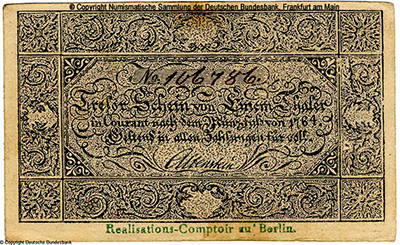 © Copyright Numismatische Sammlung der Deutschen Bundesbank, Frankfurt am Main
No. 106786.
Tresor-Schein von Einem Thaler
in Courant nach dem Münzfuß von 1764
Geltend in allen Zahlungen für voll.
Realisations-Comptoir zu Berlin.
© Copyright Deutsche Bundesbank